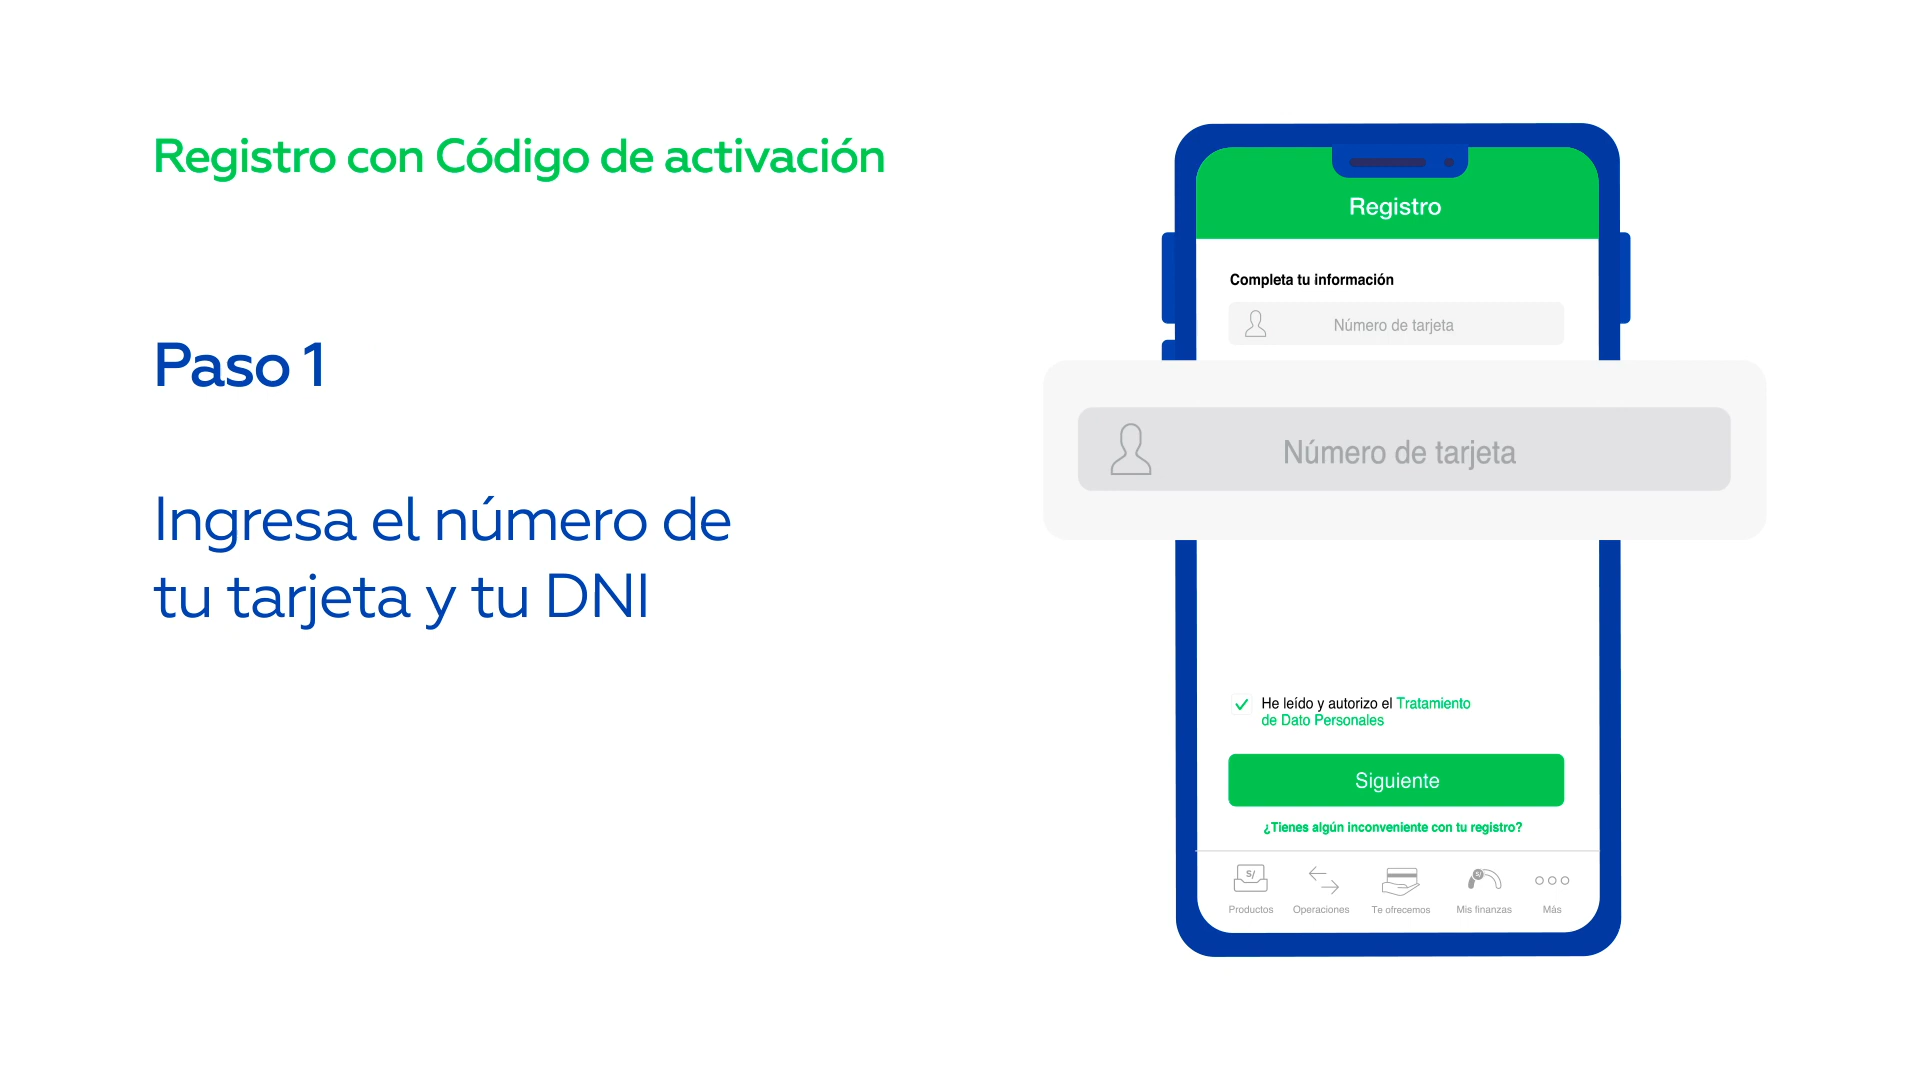 Registro con Código de activación
Paso 1
Ingresa el número de
tu tarjeta y tu DNI
Registro
Completa tu información
Número de tarjeta
Número de tarjeta
He leído y autorizo el Tratamiento
de Dato Personales
Siguiente
¿Tienes algún inconveniente con tu registro?
S/
S/
Productos
Operaciones
Te ofrecemos
Mis finanzas
Más